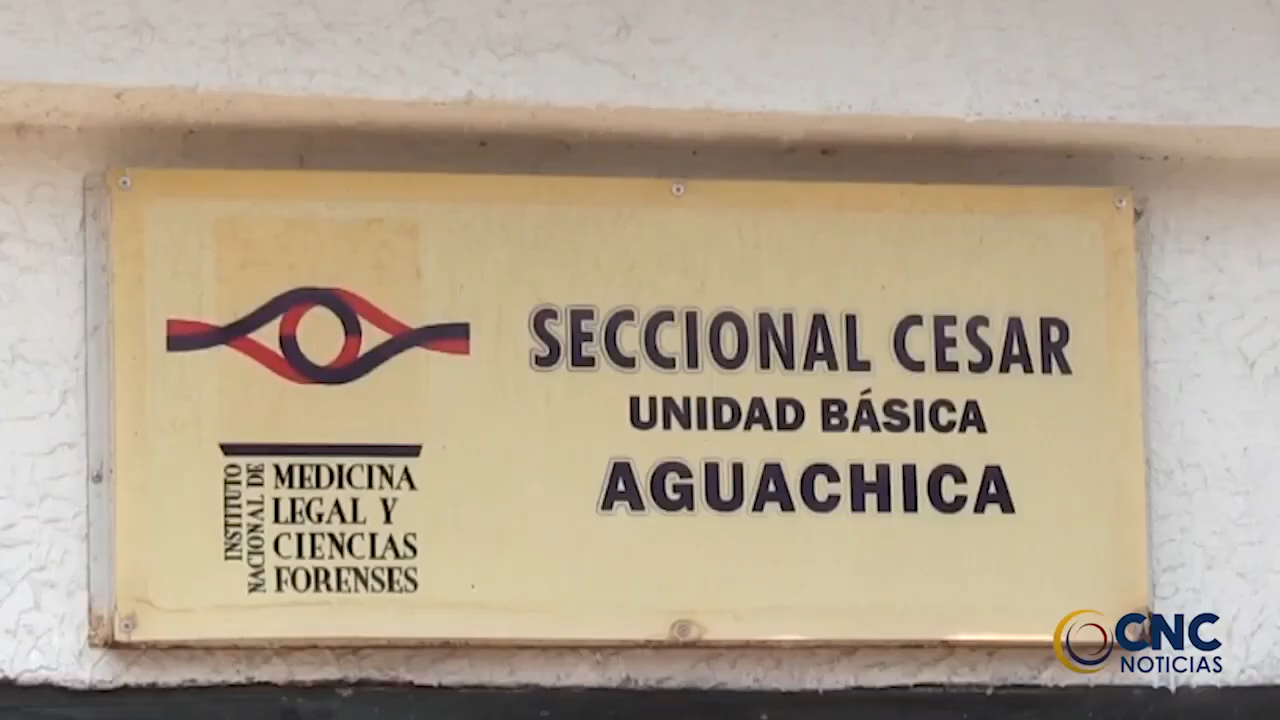 SECCIONAL CESAR
UNIDAD BÁSICA
AGUACHICA
INSTITUTO
NACIONAL DE
MEDICINA
LEGAL Y
CIENCIAS
FORENSES
CNC
NOTICIAS